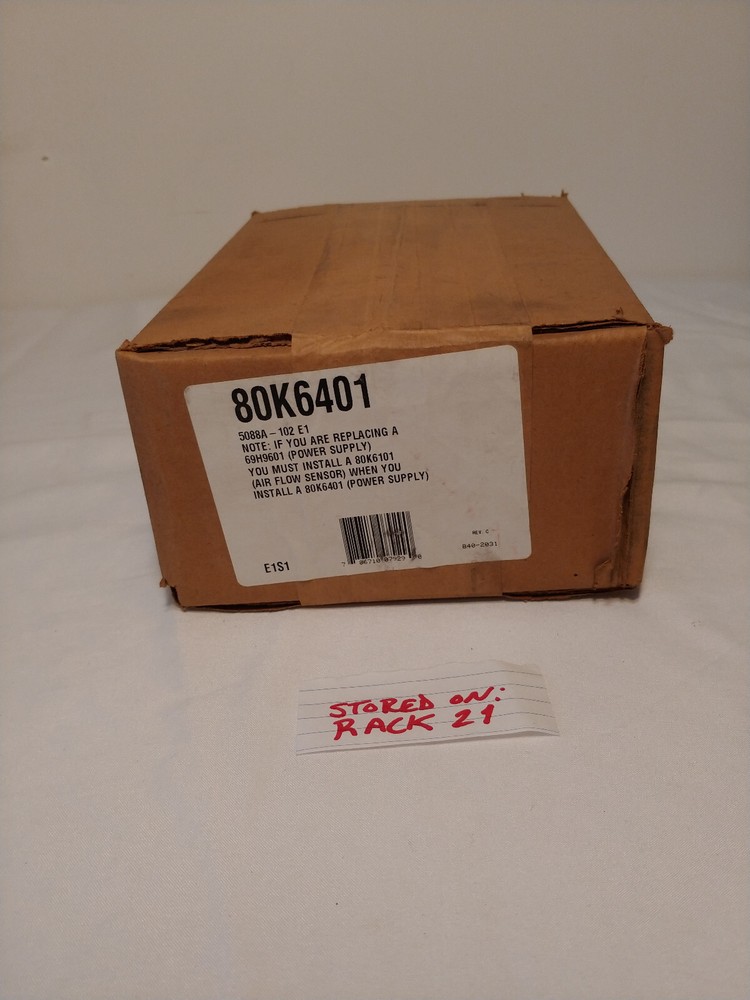 80K6401
5088A-102 E1
NOTE: IF YOU ARE REPLACING A
69H9601 (POWER SUPPLY)
YOU MUST INSTALL A 80K6101
(AIR FLOW SENSOR) WHEN YOU
INSTALL A 80K6401 (POWER SUPPLY)
REV C
840-2031
E1S1
STORED ON:
RACK 21